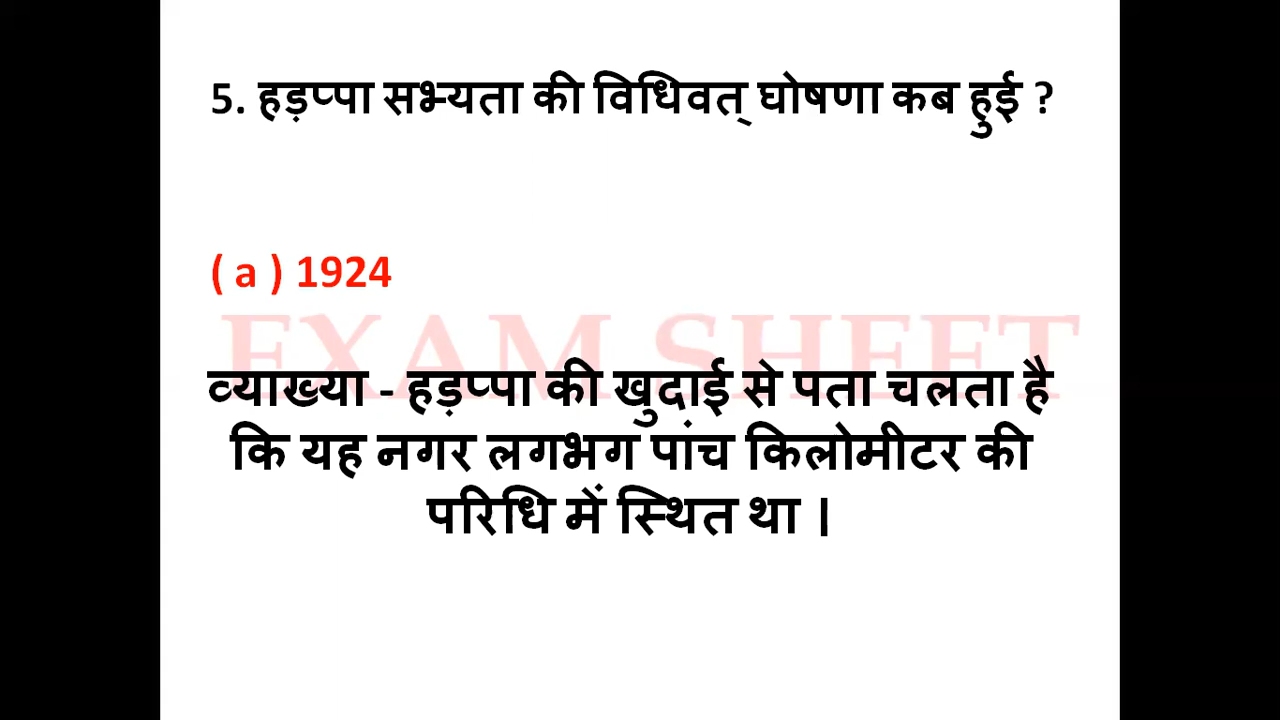 5. हड़प्पा सभ्यता की विधिवत् घोषणा कब हुई ?
( a ) 1924
EXAM SHEET
व्याख्या - हड़प्पा की खुदाई से पता चलता है
कि यह नगर लगभग पांच किलोमीटर की
परिधि में स्थित था ।